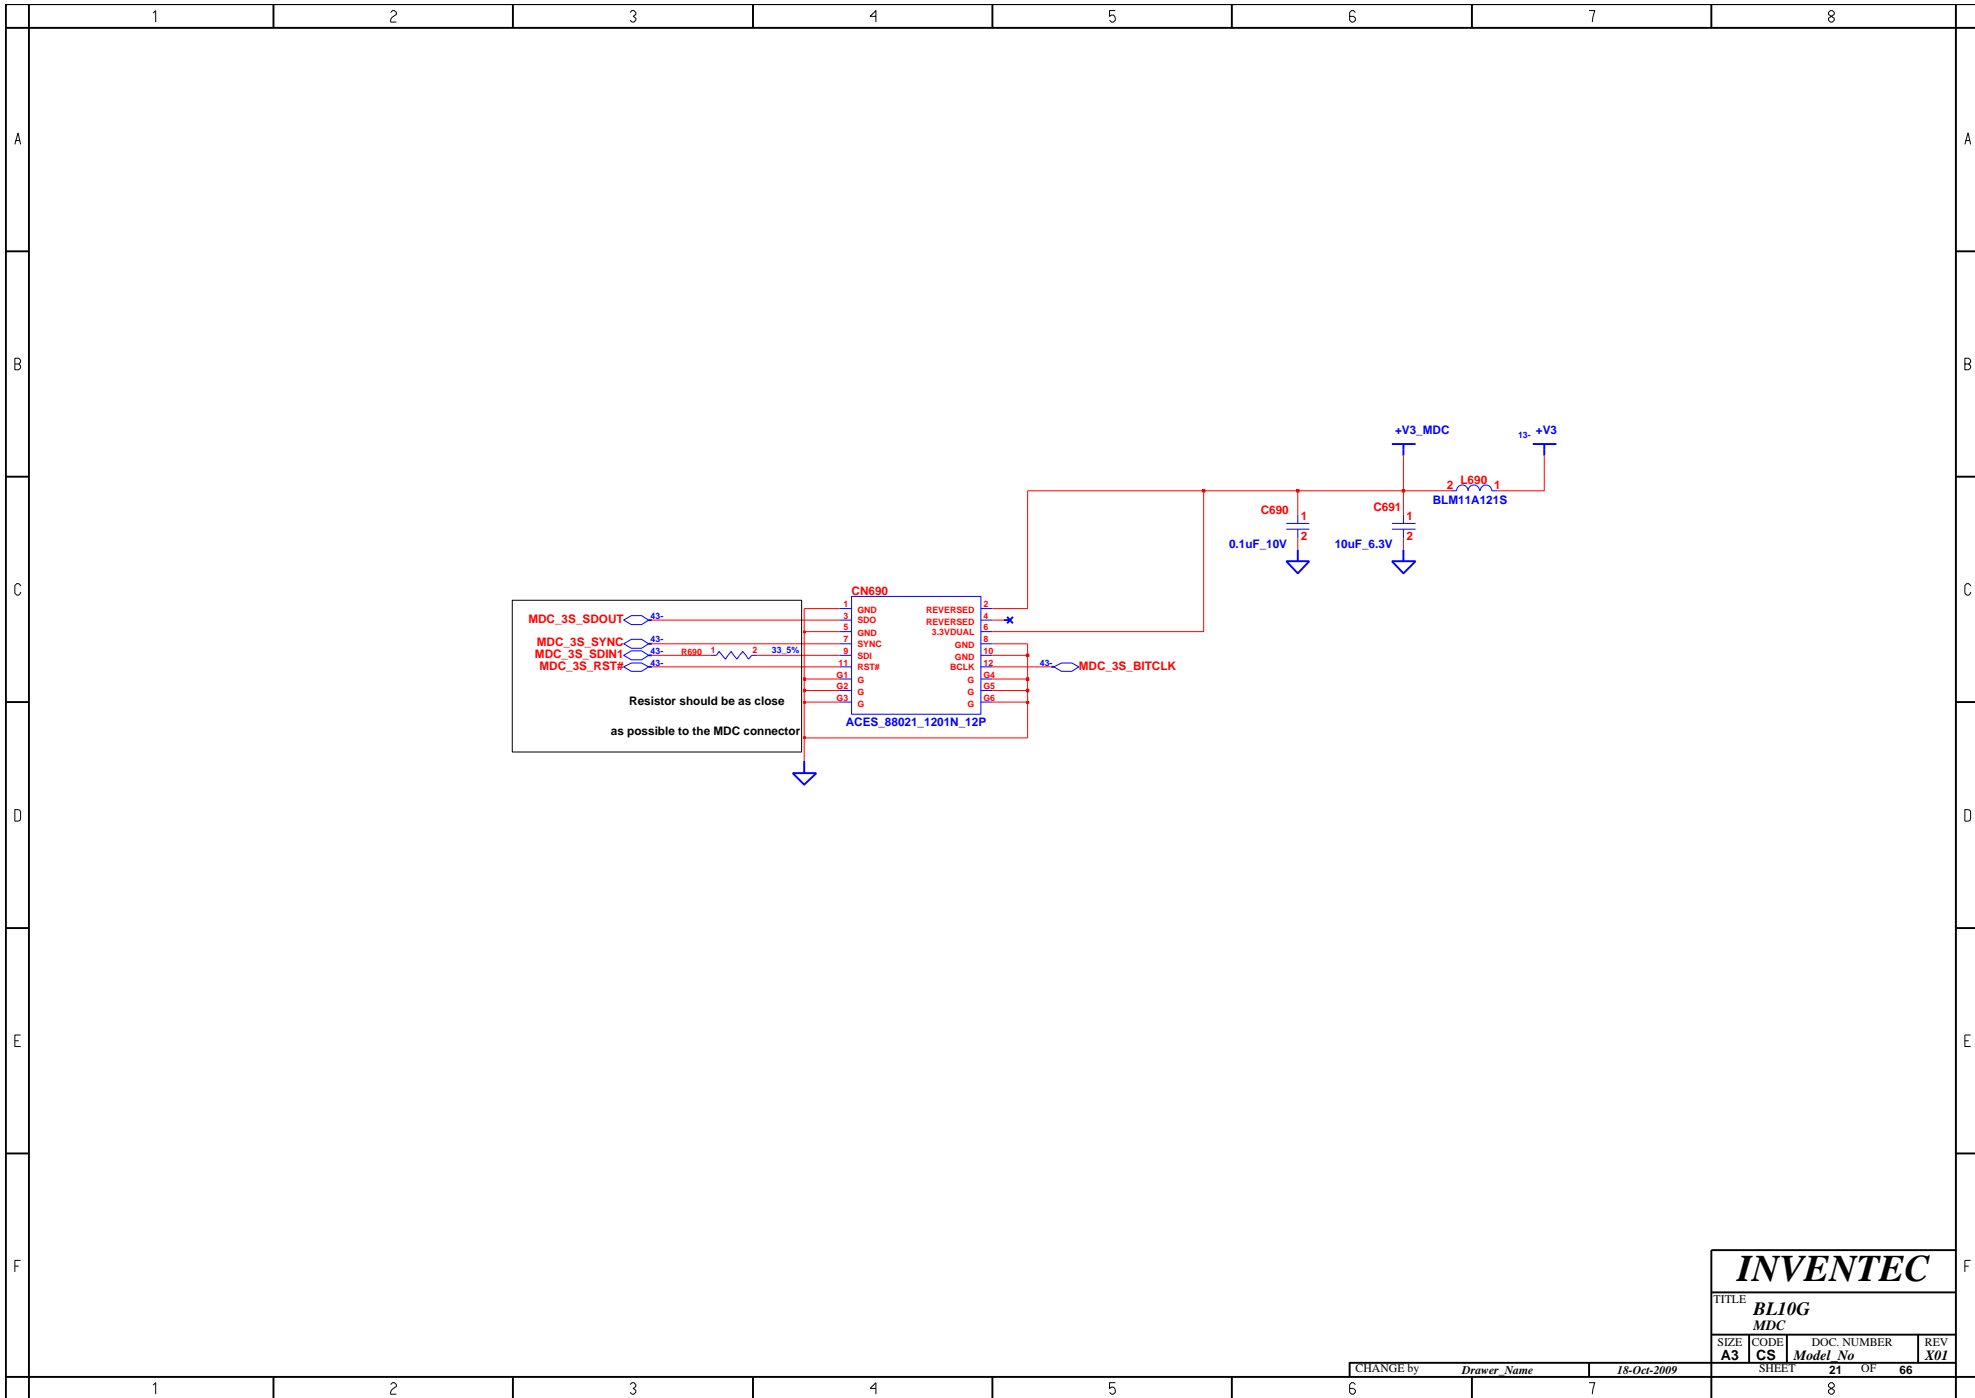 1 2 3 4 5 6 7 8
A A
B B
+V3_MDC 13- +V3
2 L690 1
BLM11A121S
C690 1 2
0.1uF_10V
C691 1 2
10uF_6.3V
C C
CN690
1 GND REVERSED 2
MDC_3S_SDOUT 43- 3 SDO REVERSED 4
5 GND 3.3VDUAL 6
MDC_3S_SYNC 43- 7 SYNC GND 8
MDC_3S_SDIN1 43- R690 1 2 33_5% 9 SDI GND 10
MDC_3S_RST# 43- 11 RST# BCLK 12 43- MDC_3S_BITCLK
G1 G G G4
G2 G G G5
G3 G G G6
ACES_88021_1201N_12P
Resistor should be as close
as possible to the MDC connector
D D
E E
F F
INVENTEC
TITLE BL10G
MDC
SIZE CODE DOC. NUMBER REV
A3 CS Model_No X01
CHANGE by Drawer_Name 18-Oct-2009 SHEET 21 OF 66
1 2 3 4 5 6 7 8